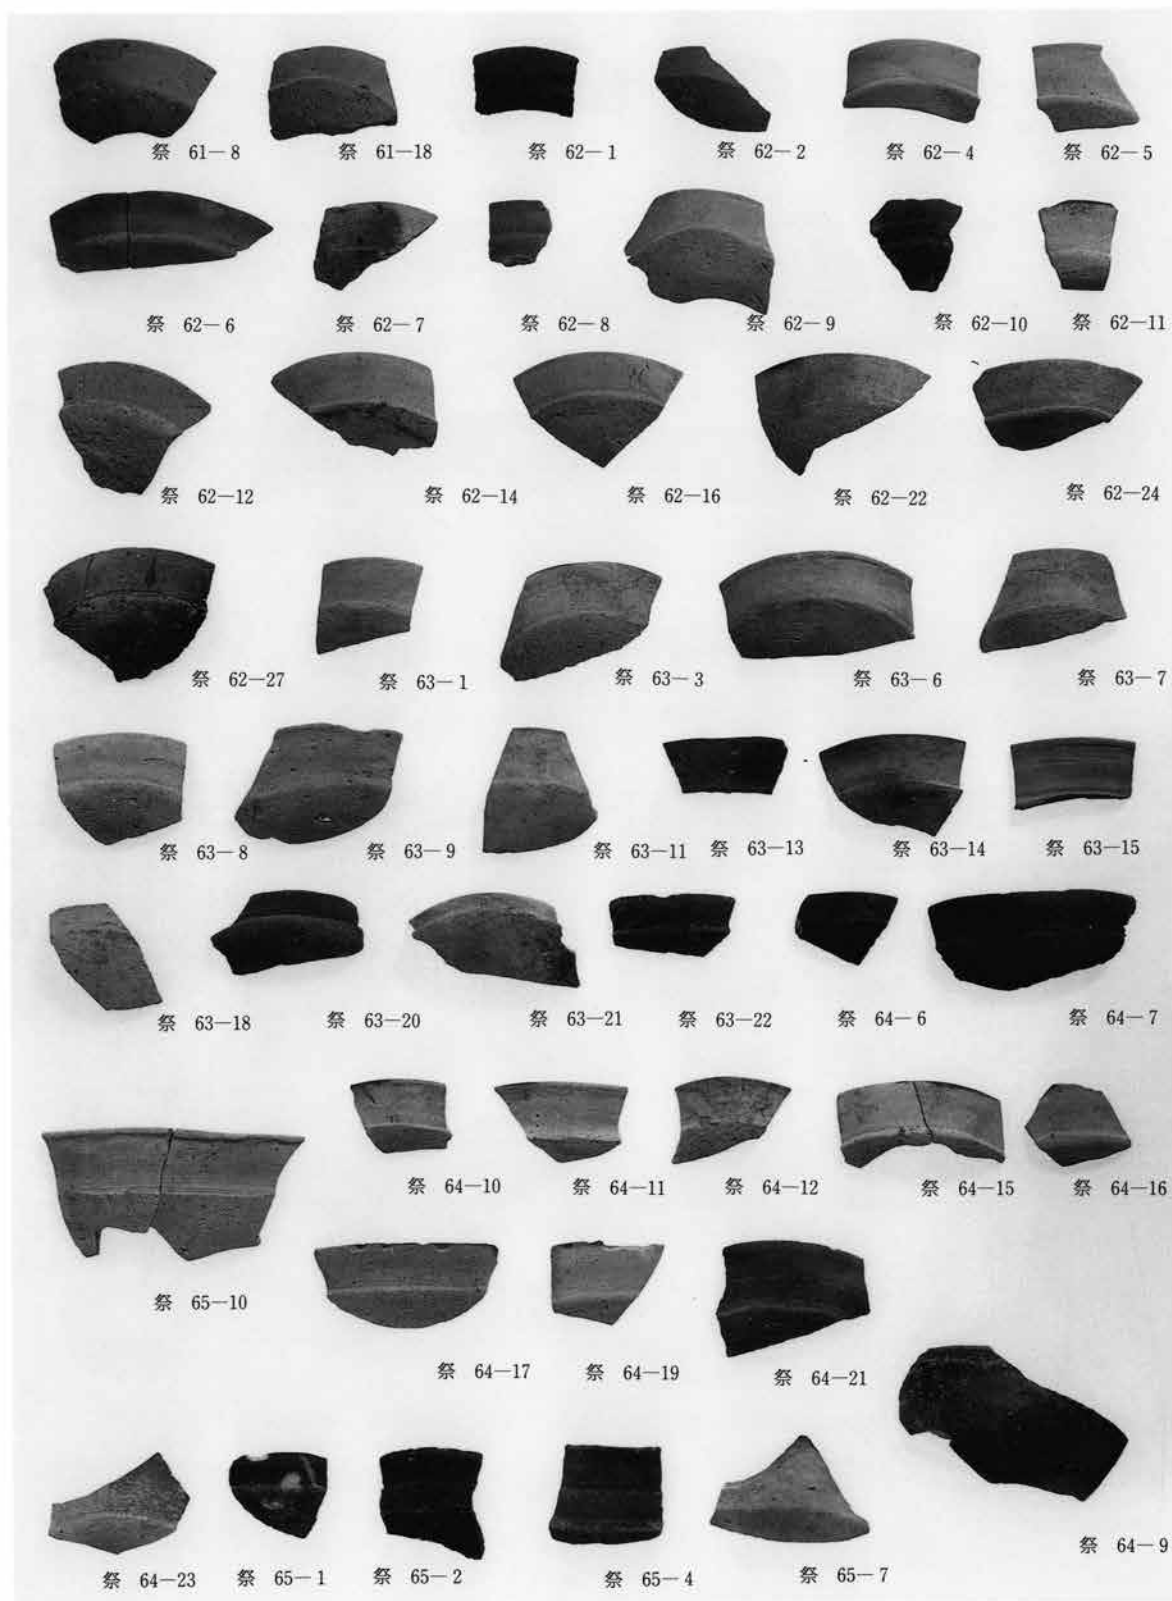 祭 61—8 祭 61—18 祭 62—1 祭 62—2 祭 62—4 祭 62—5
祭 62—6 祭 62—7 祭 62—8 祭 62—9 祭 62—10 祭 62—11
祭 62—12 祭 62—14 祭 62—16 祭 62—22 祭 62—24
祭 62—27 祭 63—1 祭 63—3 祭 63—6 祭 63—7
祭 63—8 祭 63—9 祭 63—11 祭 63—13 祭 63—14 祭 63—15
祭 63—18 祭 63—20 祭 63—21 祭 63—22 祭 64—6 祭 64—7
祭 64—10 祭 64—11 祭 64—12 祭 64—15 祭 64—16
祭 65—10
祭 64—17 祭 64—19 祭 64—21
祭 64—9
祭 64—23 祭 65—1 祭 65—2 祭 65—4 祭 65—7